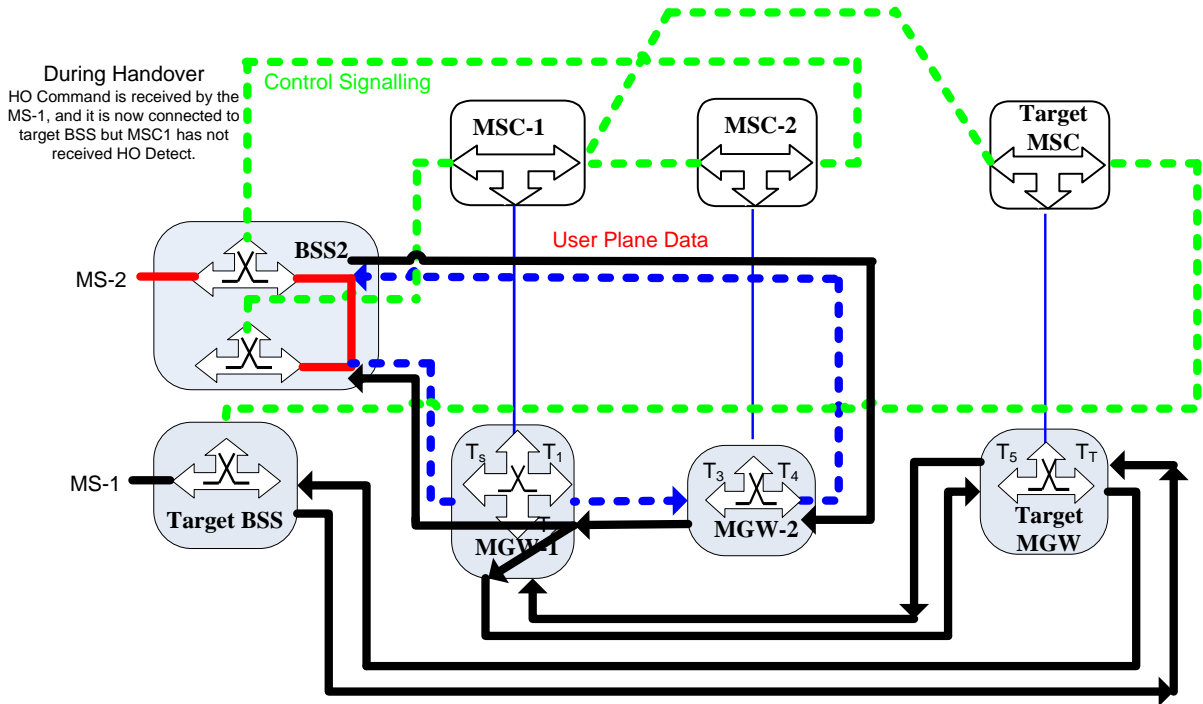 During Handover
HO Command is received by the
MS-1, and it is now connected to
target BSS but MSC1 has not
received HO Detect.
Control Signalling
MSC-1
MSC-2
Target
MSC
User Plane Data
BSS2
MS-2
MS-1
Target BSS
Ts
T1
T
MGW-1
T3
T4
MGW-2
T5
TT
Target
MGW